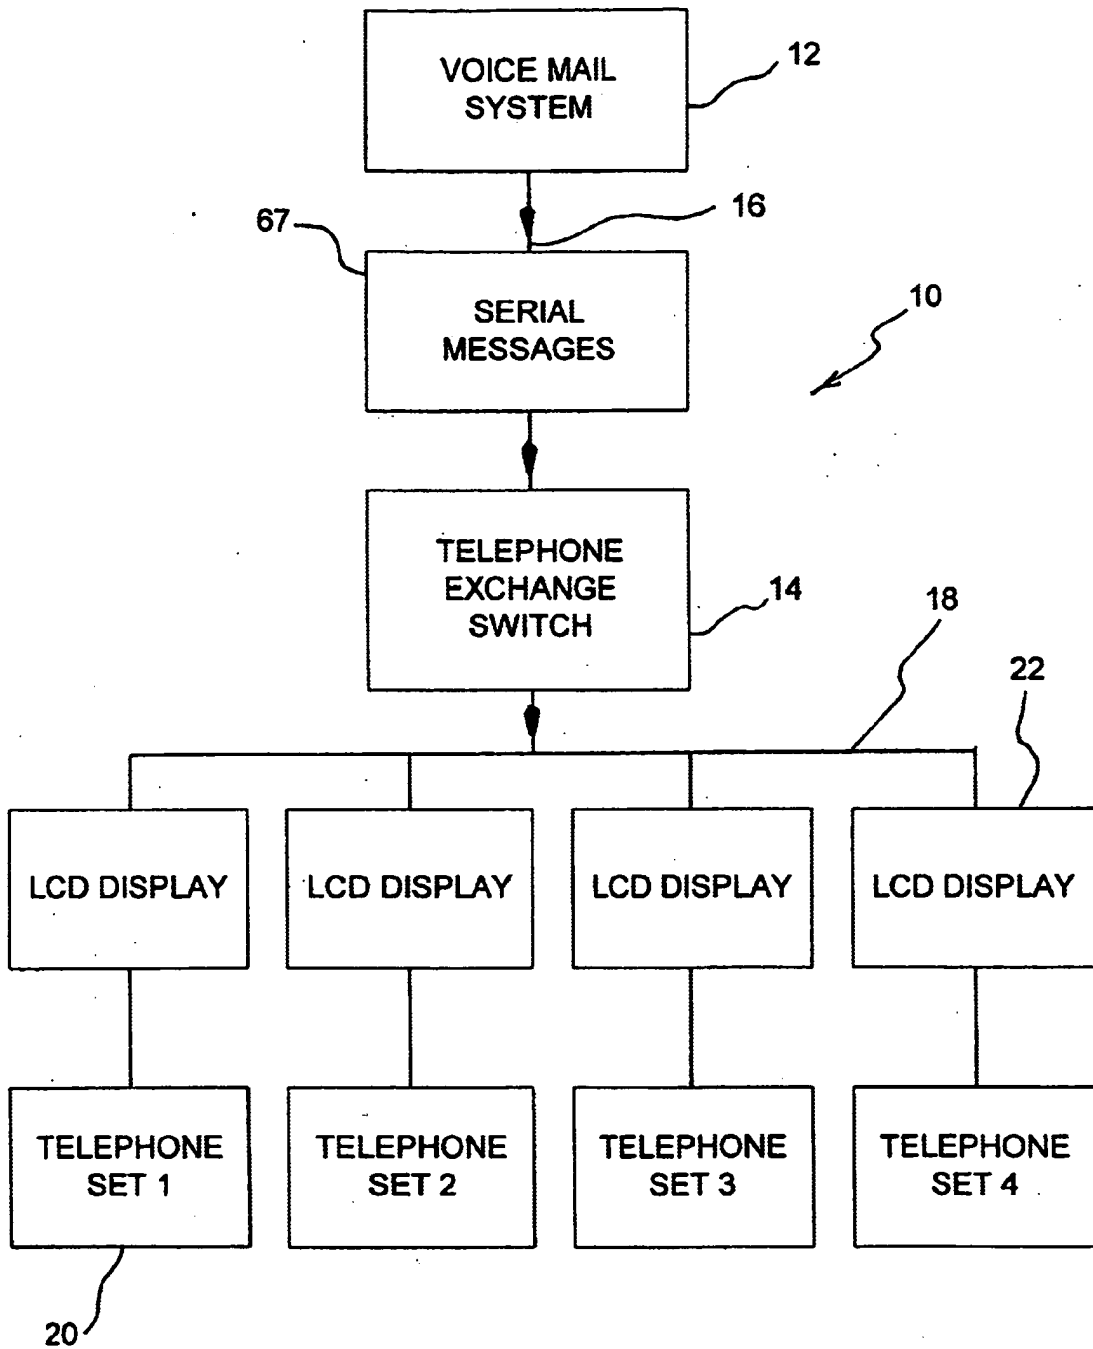 VOICE MAIL
SYSTEM
12
16
67
SERIAL
MESSAGES
10
TELEPHONE
EXCHANGE
SWITCH
14
18
22
LCD DISPLAY
LCD DISPLAY
LCD DISPLAY
LCD DISPLAY
TELEPHONE
SET 1
TELEPHONE
SET 2
TELEPHONE
SET 3
TELEPHONE
SET 4
20